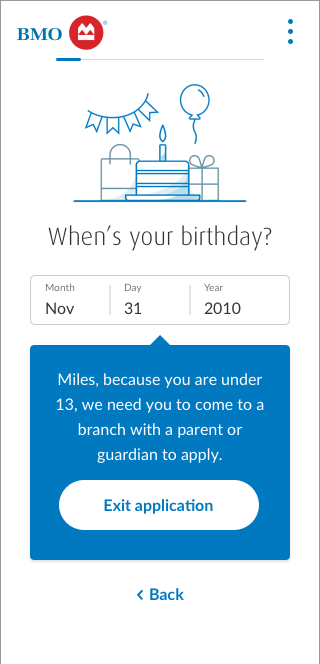 BMO
When's your birthday?
Month Day Year
Nov 31 2010
Miles, because you are under
13, we need you to come to a
branch with a parent or
guardian to apply.
Exit application
Back